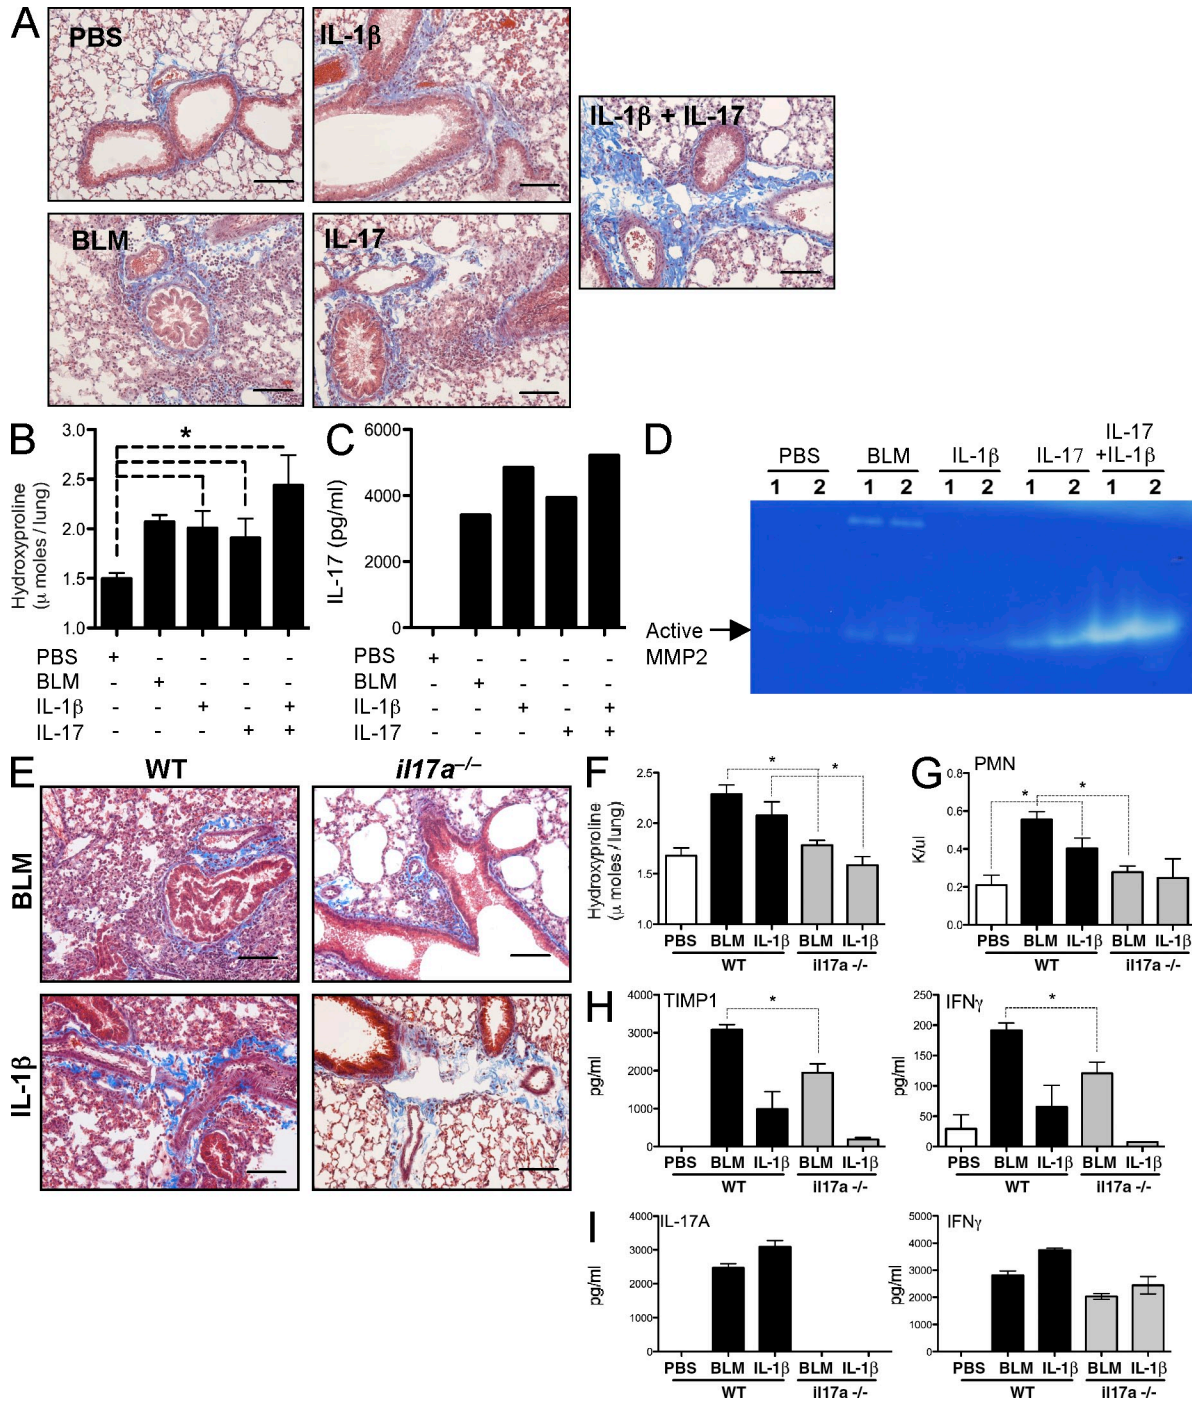 A
PBS
IL-1β
IL-1β + IL-17
BLM
IL-17
B
3.0
2.5
2.0
1.5
1.0
Hydroxyproline
(μ moles / lung)
*
PBS + - - - -
BLM - + - - -
IL-1β - - + - +
IL-17 - - - + +
C
6000
4000
2000
0
IL-17 (pg/ml)
PBS + - - - -
BLM - + - - -
IL-1β - - + - +
IL-17 - - - + +
D
IL-17
PBS BLM IL-1β IL-17 +IL-1β
1 2 1 2 1 2 1 2 1 2
Active
MMP2
E
WT il17a–/–
BLM
IL-1β
F
2.5
2.0
1.5
1.0
Hydroxyproline
(μ moles / lung)
* *
PBS BLM IL-1β BLM IL-1β
WT il17a -/-
G
PMN
0.8
0.6
0.4
0.2
0.0
K/ul
* *
PBS BLM IL-1β BLM IL-1β
WT il17a -/-
H
TIMP1
4000
3000
2000
1000
0
pg/ml
*
PBS BLM IL-1β BLM IL-1β
WT il17a -/-
IFNγ
250
200
150
100
50
0
pg/ml
*
PBS BLM IL-1β BLM IL-1β
WT il17a -/-
I
IL-17A
4000
3000
2000
1000
0
pg/ml
PBS BLM IL-1β BLM IL-1β
WT il17a -/-
IFNγ
5000
4000
3000
2000
1000
0
pg/ml
PBS BLM IL-1β BLM IL-1β
WT il17a -/-